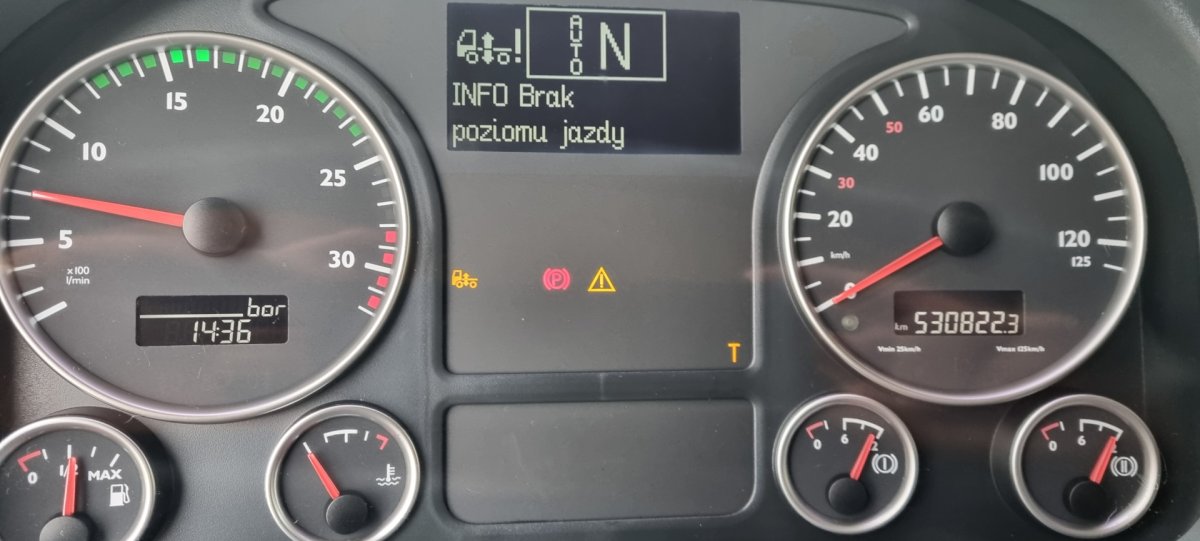 AUTO N
INFO Brak
poziomu jazdy
5
10
15
20
25
30
x100
l/min
bar
14:36
0
20
30
40
50
60
80
100
120
125
km/h
km 530822.3
Vmin 25km/h
Vmax 125km/h
P
T
0
1/2
MAX
0
6
I
0
6
II